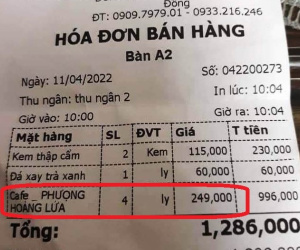 Đông
ĐT: 0909.7979.01 - 0933.216.246
HÓA ĐƠN BÁN HÀNG
Bàn A2
Số: 042200273
Ngày: 11/04/2022
In lúc: 10:04
Thu ngân: thu ngân 2
Giờ vào: 10:00
Giờ ra: 10:04
Mặt hàng SL ĐVT Giá T tiền
Kem thập cẩm 2 Kem 115,000 230,000
Đá xay trà xanh 1 ly 60,000 60,000
Cafe PHƯỢNG
HOÀNG LỬA 4 ly 249,000 996,000
Tổng: 1,286,000